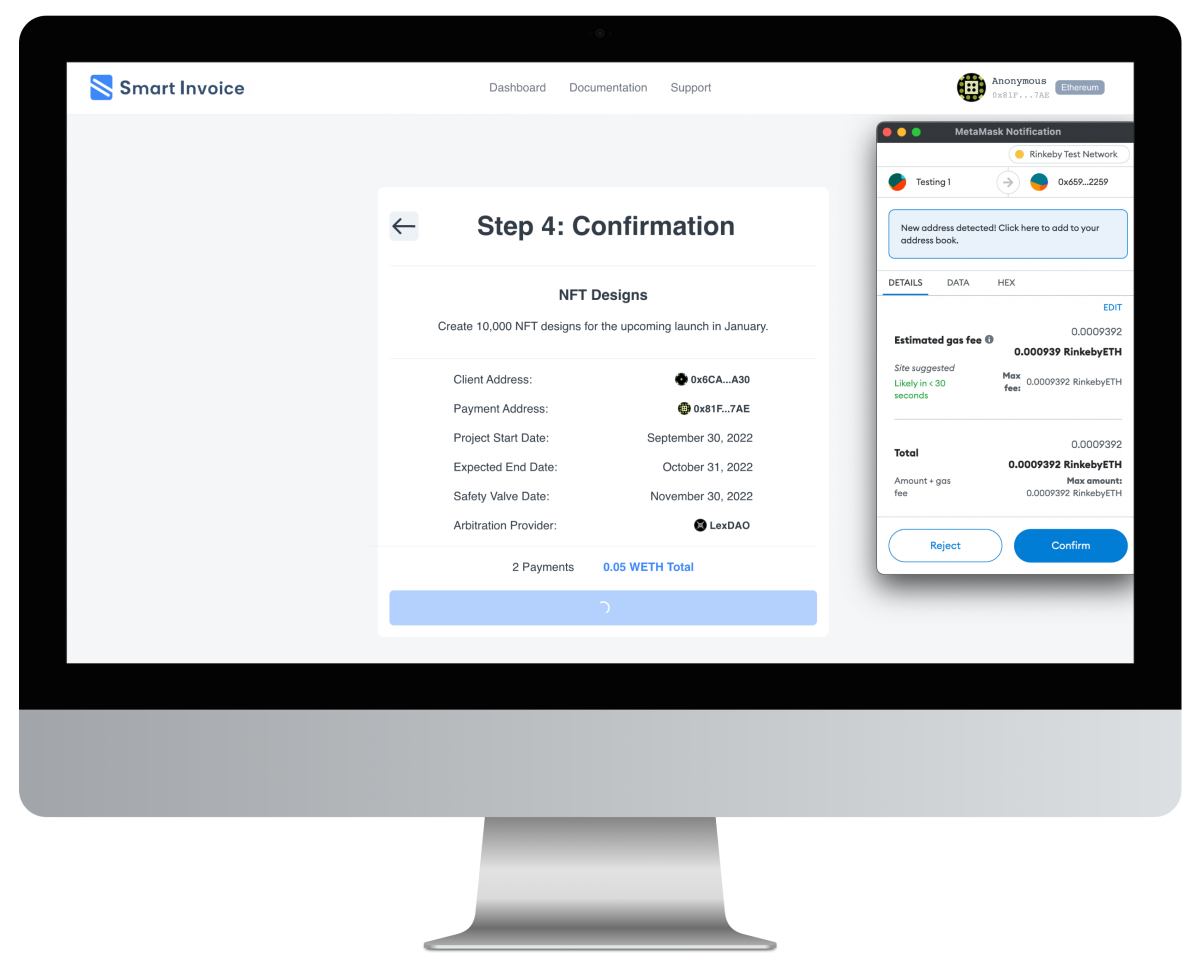 Smart Invoice
Dashboard Documentation Support
Anonymous
0x81F...7AE
Ethereum
Step 4: Confirmation
NFT Designs
Create 10,000 NFT designs for the upcoming launch in January.
Client Address: 0x6CA...A30
Payment Address: 0x81F...7AE
Project Start Date: September 30, 2022
Expected End Date: October 31, 2022
Safety Valve Date: November 30, 2022
Arbitration Provider: LexDAO
2 Payments 0.05 WETH Total
MetaMask Notification
Rinkeby Test Network
Testing 1 0x659...2259
New address detected! Click here to add to your
address book.
DETAILS DATA HEX
EDIT
0.0009392
Estimated gas fee
0.000939 RinkebyETH
Site suggested
Likely in < 30
seconds
Max
fee: 0.0009392 RinkebyETH
0.0009392
Total
0.0009392 RinkebyETH
Amount + gas
fee
Max amount:
0.0009392 RinkebyETH
Reject Confirm